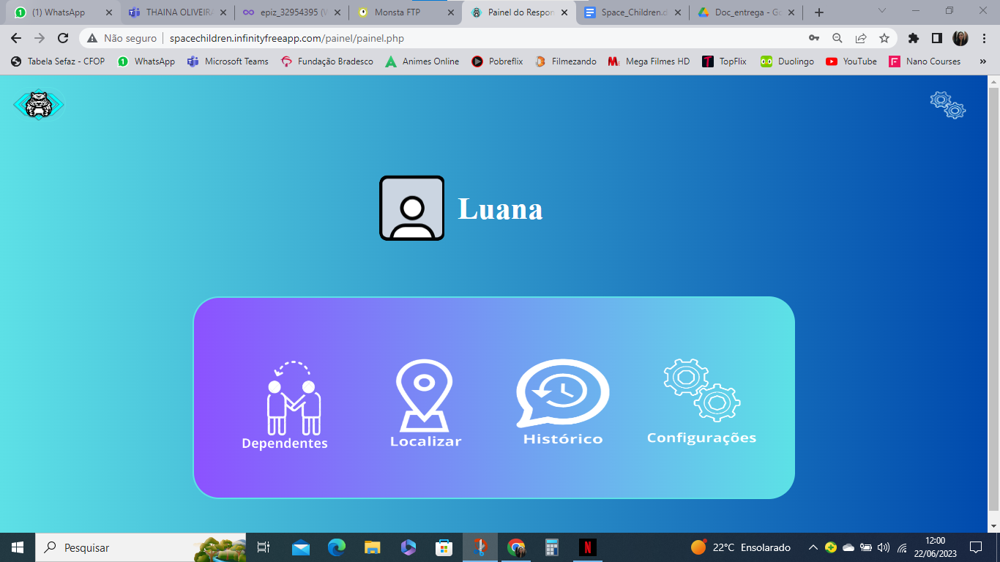 (1) WhatsApp
THAINA OLIVEIRA
epiz_32954395 (W
Monsta FTP
Painel do Respon
Space_Children.d
Doc_entrega - Go
Não seguro
spacechildren.infinityfreeapp.com/painel/painel.php
Tabela Sefaz - CFOP
WhatsApp
Microsoft Teams
Fundação Bradesco
Animes Online
Pobreflix
Filmezando
Mega Filmes HD
TopFlix
Duolingo
YouTube
Nano Courses
»
Luana
Dependentes
Localizar
Histórico
Configurações
Pesquisar
22°C Ensolarado
12:00
22/06/2023